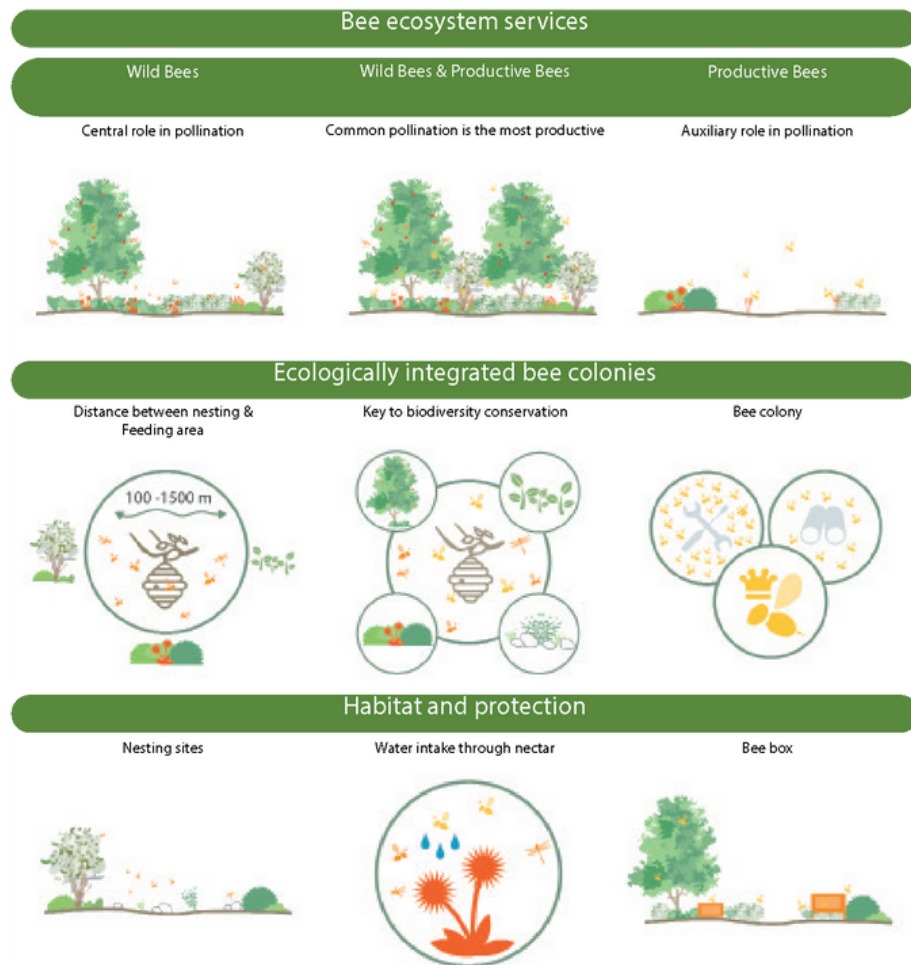 Bee ecosystem services
Wild Bees
Wild Bees & Productive Bees
Productive Bees
Central role in pollination
Common pollination is the most productive
Auxiliary role in pollination
Ecologically integrated bee colonies
Distance between nesting &
Feeding area
Key to biodiversity conservation
Bee colony
100 -1500 m
Habitat and protection
Nesting sites
Water intake through nectar
Bee box